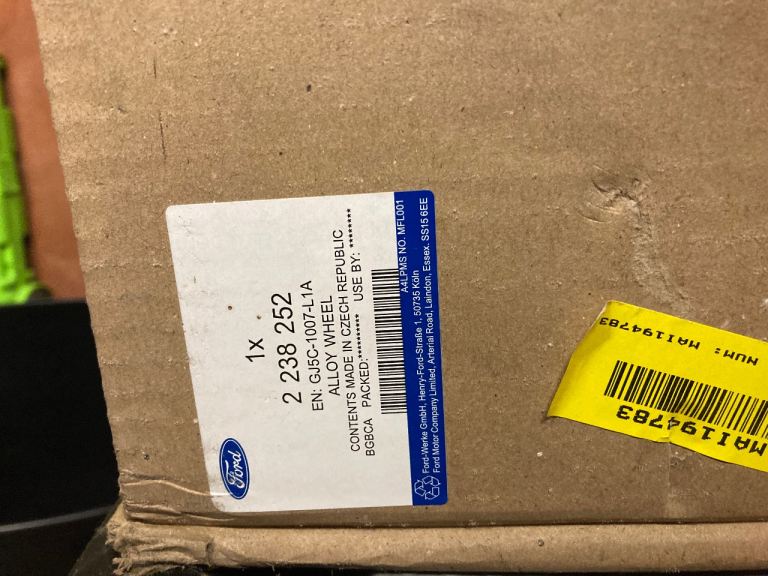 Ford
1x
2 238 252
EN: GJ5C-1007-L1A
ALLOY WHEEL
CONTENTS MADE IN CZECH REPUBLIC
BGBCA PACKED:********** USE BY: ********
A4LPMS NO. MFL001
Ford-Werke GmbH, Henry-Ford-Straße 1, 50735 Köln
Ford Motor Company Limited, Arterial Road, Laindon, Essex. SS15 6EE
NUM: MAI194783
MAI194783